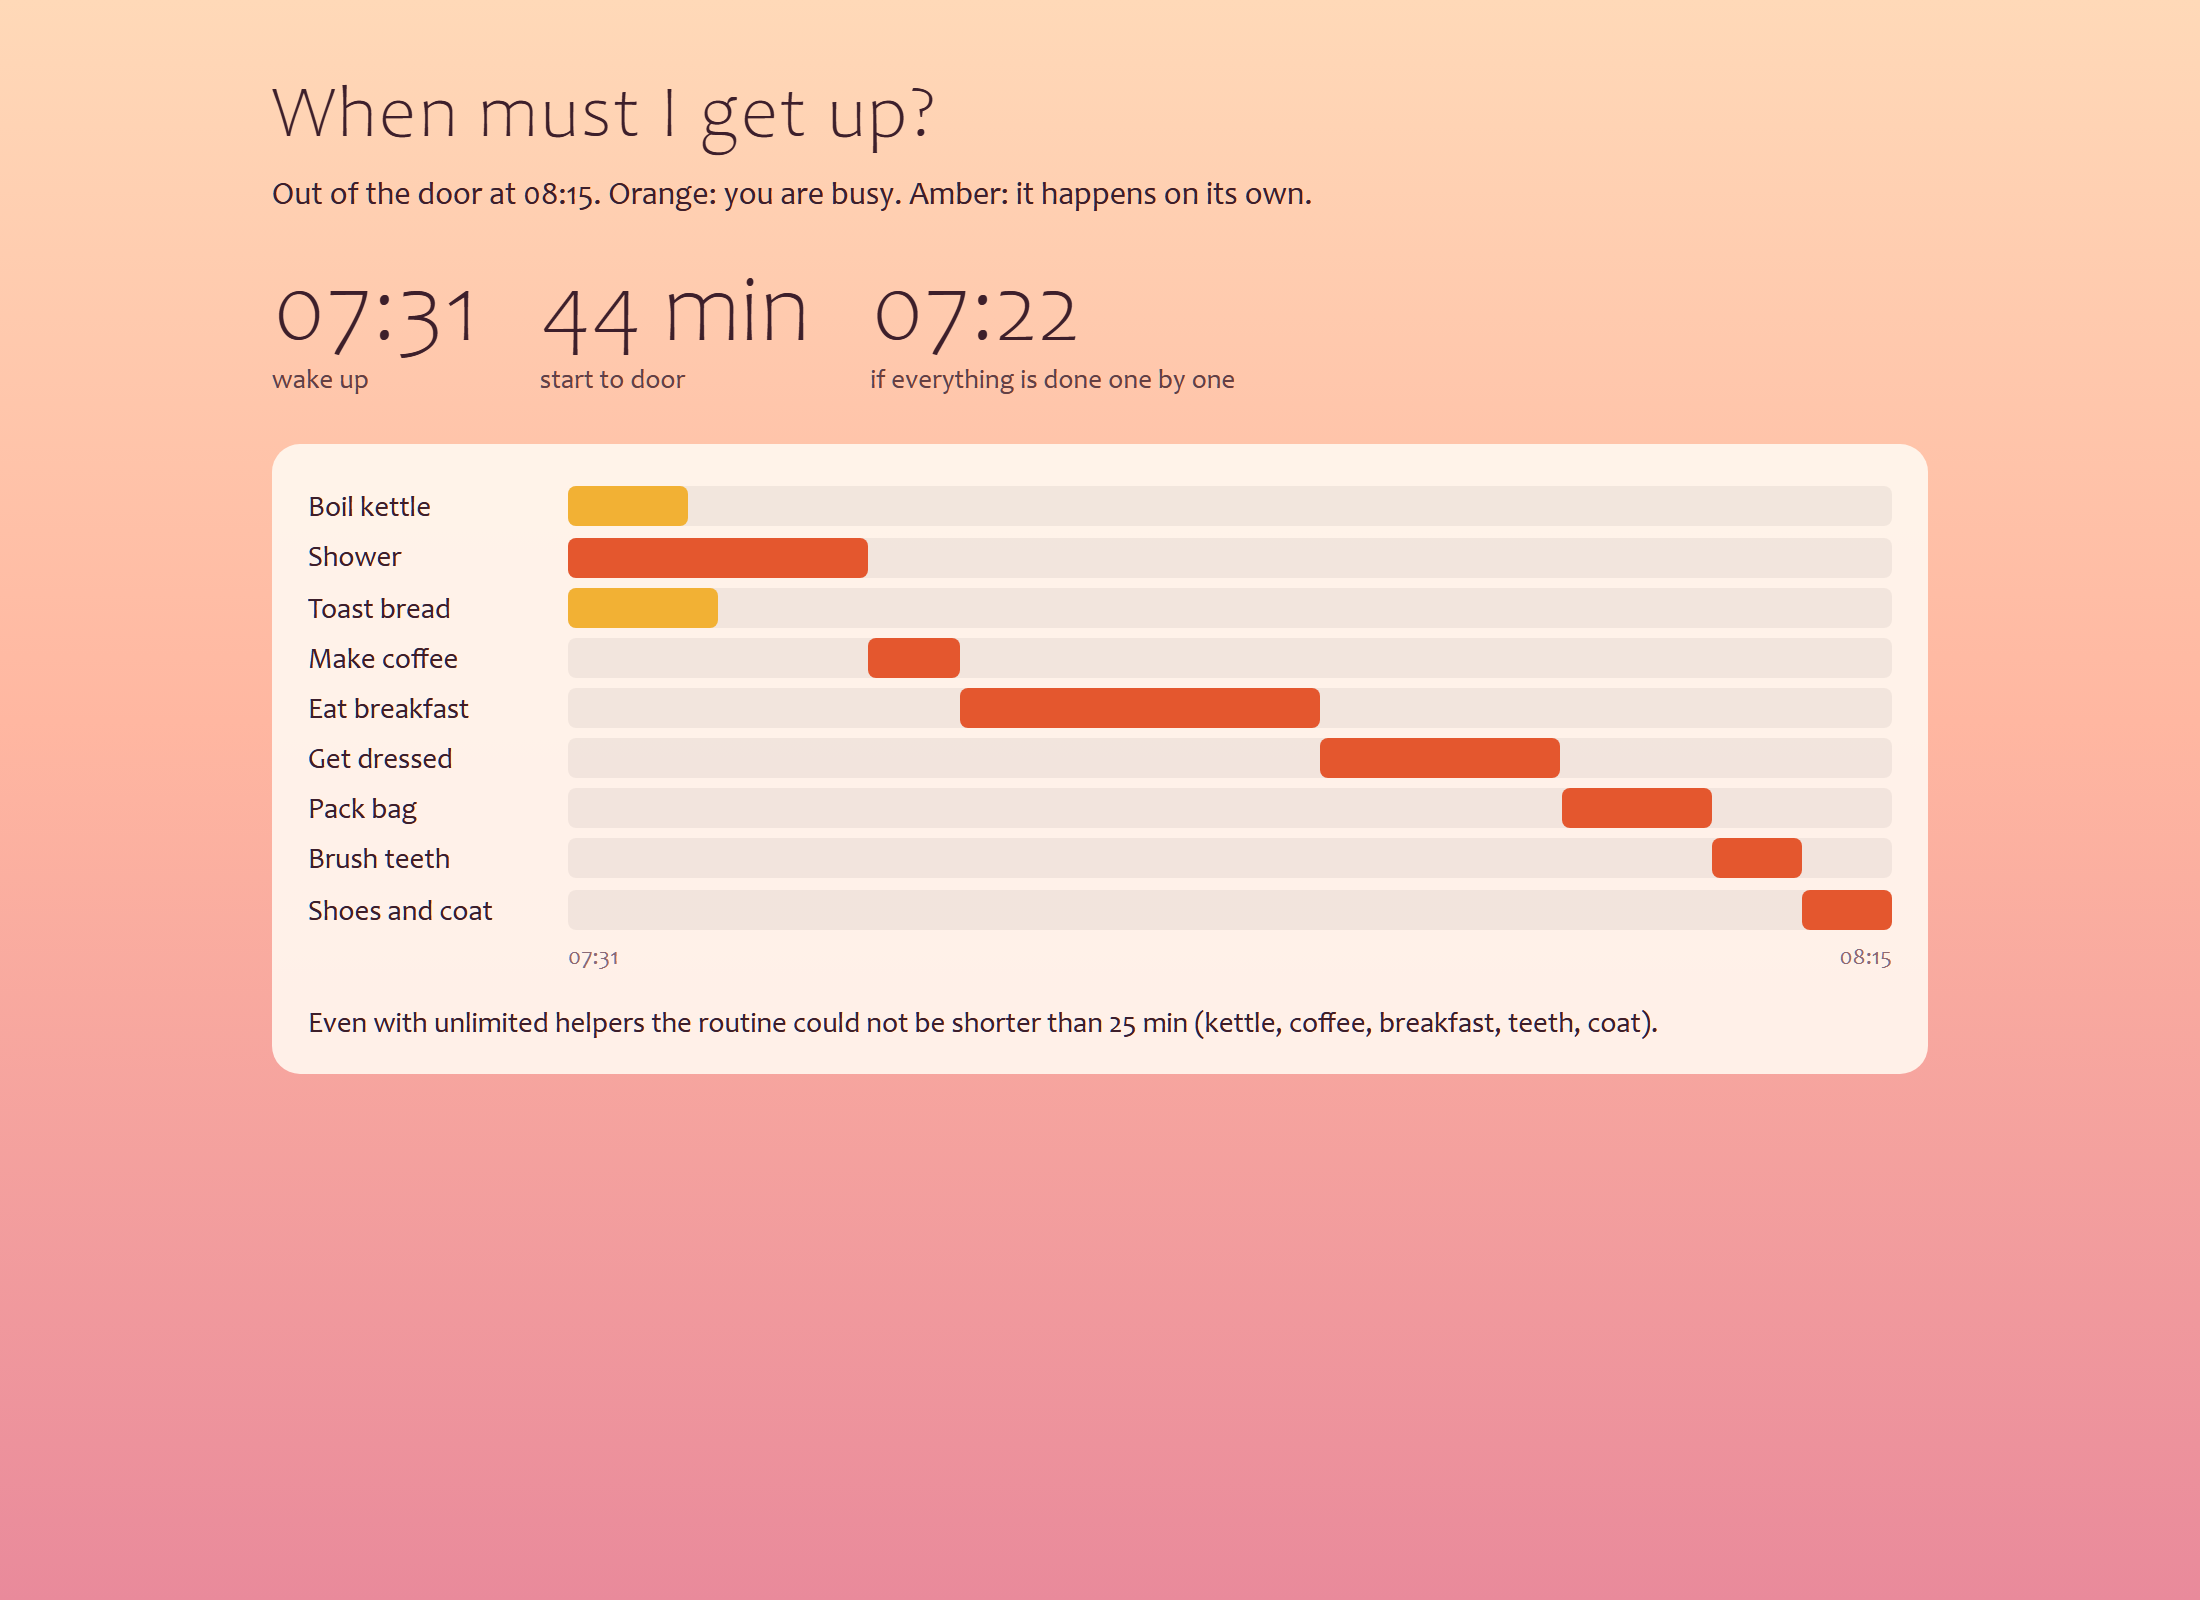 When must I get up?
Out of the door at 08:15. Orange: you are busy. Amber: it happens on its own.
07:31
wake up
44 min
start to door
07:22
if everything is done one by one
Boil kettle
Shower
Toast bread
Make coffee
Eat breakfast
Get dressed
Pack bag
Brush teeth
Shoes and coat
07:31 08:15
Even with unlimited helpers the routine could not be shorter than 25 min (kettle, coffee, breakfast, teeth, coat).